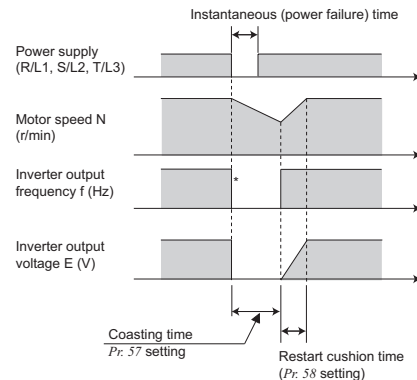 Instantaneous (power failure) time
Power supply
(R/L1, S/L2, T/L3)
Motor speed N
(r/min)
Inverter output
frequency f (Hz)
*
Inverter output
voltage E (V)
Coasting time
Pr. 57 setting
Restart cushion time
(Pr. 58 setting)